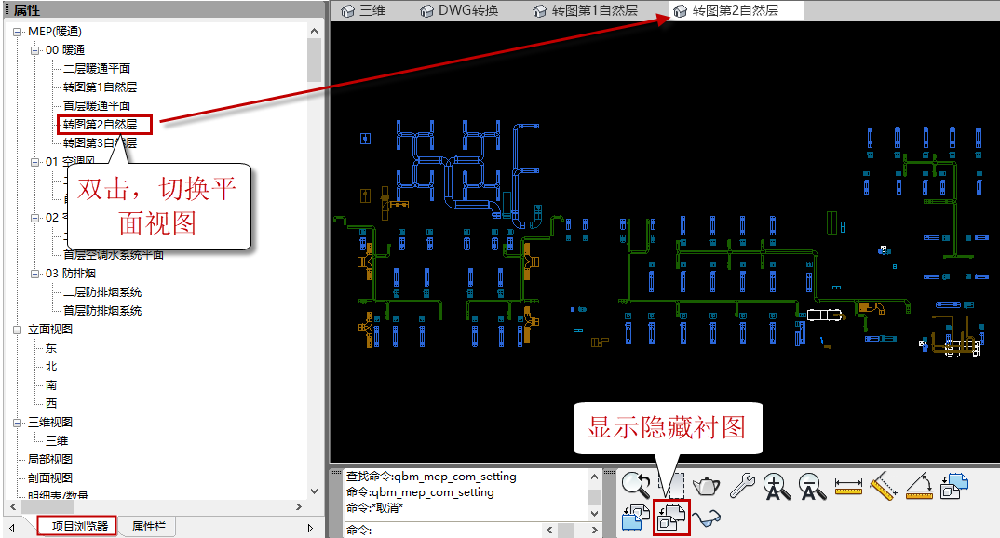 属性
MEP(暖通)
00 暖通
二层暖通平面
转图第1自然层
首层暖通平面
转图第2自然层
转图第3自然层
01 空调风
双击，切换平
面视图
02
首层空调水系统平面
03 防排烟
二层防排烟系统
首层防排烟系统
立面视图
东
北
南
西
三维视图
三维
局部视图
剖面视图
明细表/数量
项目浏览器
属性栏
三维
DWG转换
转图第1自然层
转图第2自然层
显示隐藏衬图
查找命令:qbm_mep_com_setting
命令:qbm_mep_com_setting
命令:*取消*
命令: